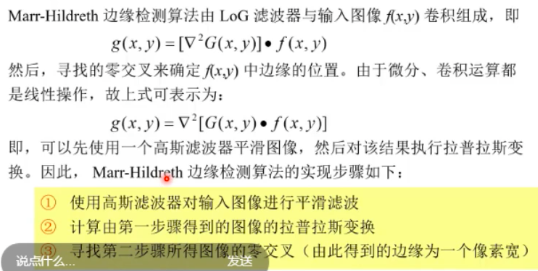 Marr-Hildreth 边缘检测算法由 LoG 滤波器与输入图像 f(x,y) 卷积组成，即
g(x, y) = [∇²G(x, y)]• f(x, y)
然后，寻找的零交叉来确定 f(x,y) 中边缘的位置。由于微分、卷积运算都
是线性操作，故上式可表示为：
g(x, y) = ∇²[G(x, y)• f(x, y)]
即，可以先使用一个高斯滤波器平滑图像，然后对该结果执行拉普拉斯变
换。因此， Marr-Hildreth 边缘检测算法的实现步骤如下：
① 使用高斯滤波器对输入图像进行平滑滤波
② 计算由第一步骤得到的图像的拉普拉斯变换
③ 寻找第二步骤所得图像的零交叉（由此得到的边缘为一个像素宽）
说点什么... 发送